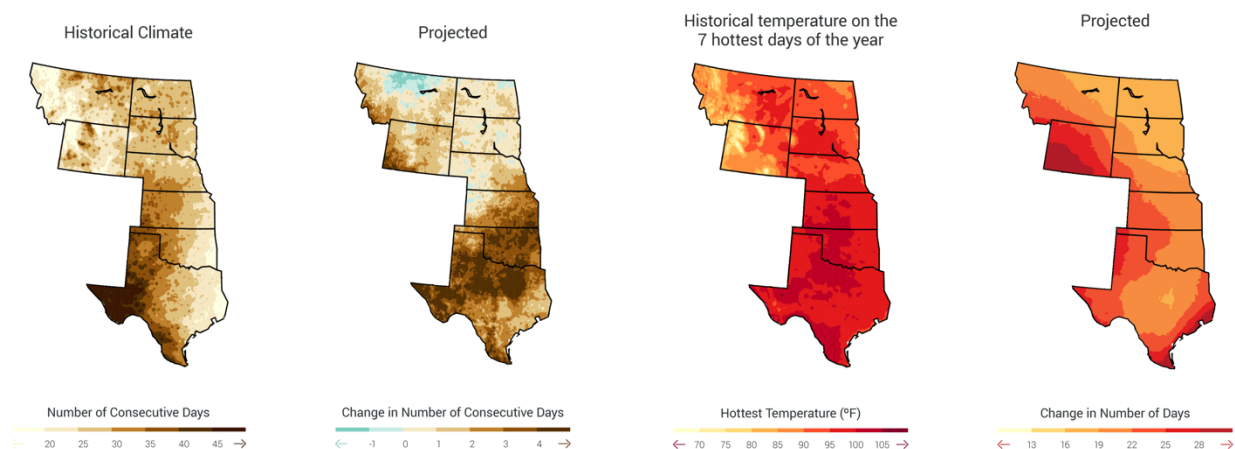 Historical Climate
Projected
Historical temperature on the
7 hottest days of the year
Projected
Number of Consecutive Days
20 25 30 35 40 45
Change in Number of Consecutive Days
-1 0 1 2 3 4
Hottest Temperature (ºF)
70 75 80 85 90 95 100 105
Change in Number of Days
13 16 19 22 25 28